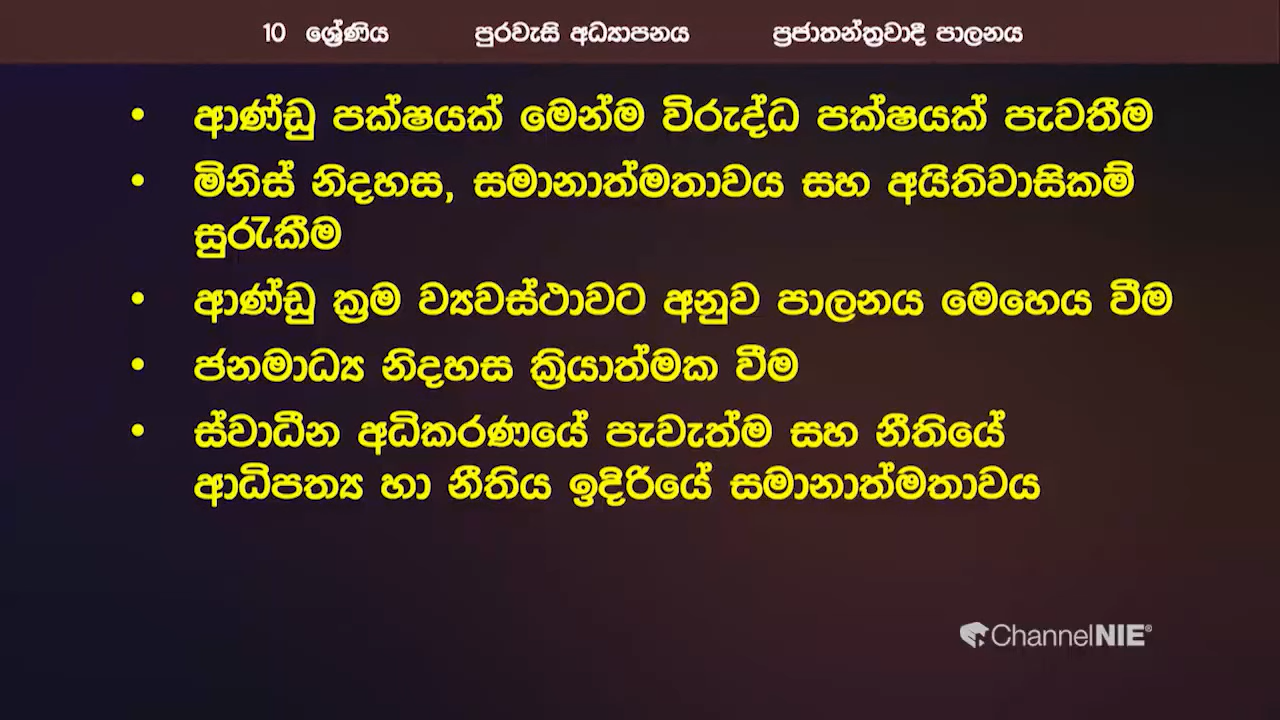 10 ශ්‍රේණිය පුරවැසි අධ්‍යාපනය ප්‍රජාතන්ත්‍රවාදී පාලනය
• ආණ්ඩු පක්ෂයක් මෙන්ම විරුද්ධ පක්ෂයක් පැවතීම
• මිනිස් නිදහස, සමානාත්මතාවය සහ අයිතිවාසිකම්
සුරැකීම
• ආණ්ඩු ක්‍රම ව්‍යවස්ථාවට අනුව පාලනය මෙහෙය වීම
• ජනමාධ්‍ය නිදහස ක්‍රියාත්මක වීම
• ස්වාධීන අධිකරණයේ පැවැත්ම සහ නීතියේ
ආධිපත්‍ය හා නීතිය ඉදිරියේ සමානාත්මතාවය
ChannelNIE®